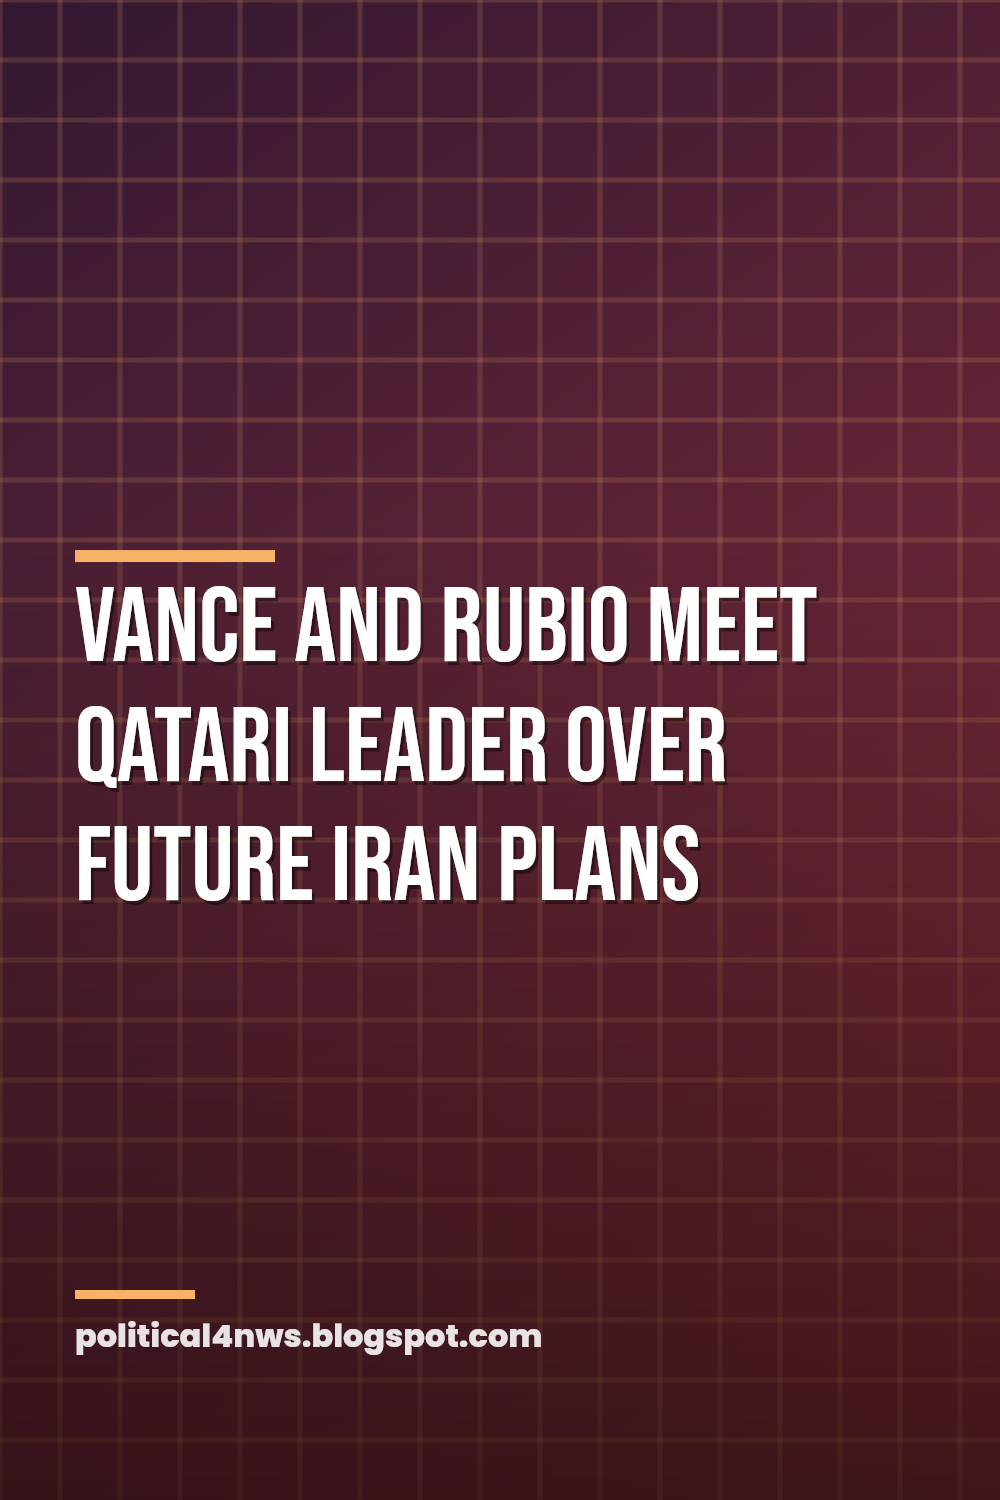 VANCE AND RUBIO MEET
QATARI LEADER OVER
FUTURE IRAN PLANS
political4nws.blogspot.com